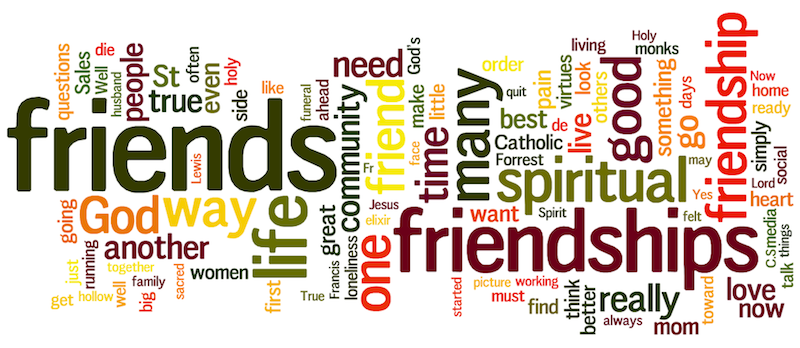 questions
Sales
die
Well
husband
people
St
often
true
even
holy
side
like
funeral
ahead
need
God's
friends
Lewis
community
Fr
friend
face
make
little
time
many
order
quit
best
de
pain
virtues
living
look
others
live
good
Holy
monks
something
go
days
friendship
Now
home
ready
simply
social
Catholic
Forrest
spiritual
may
Yes
Lord
heart
going
God
way
life
great
Jesus
elixir
want
Spirit
felt
friendships
C.S
media
things
talk
just
running
another
together
well
family
sacred
women
get
hollow
big
first
True
Francis
loneliness
one
started
picture
working
must
find
think
better
really
always
mom
toward
love
now